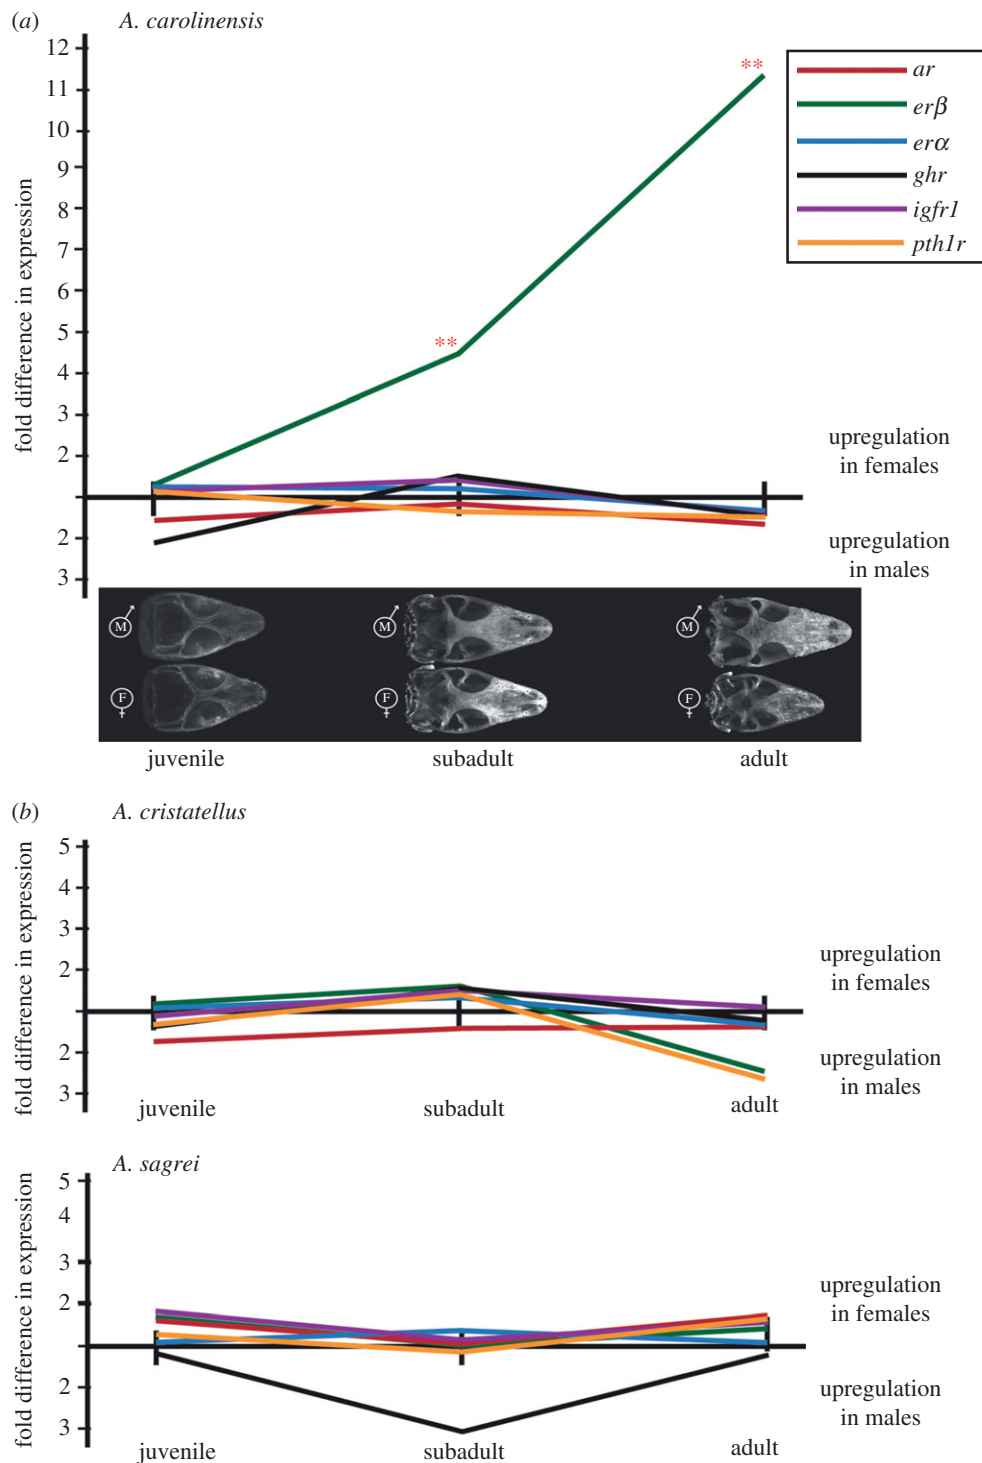 (a) A. carolinensis
12
11
10
9
8
7
6
5
4
3
2
2
3
fold difference in expression
**
**
ar
erβ
erα
ghr
igfr1
pth1r
upregulation
in females
upregulation
in males
M
F
M
F
M
F
juvenile subadult adult
(b) A. cristatellus
5
4
3
2
2
3
fold difference in expression
upregulation
in females
upregulation
in males
juvenile subadult adult
A. sagrei
5
4
3
2
2
3
fold difference in expression
upregulation
in females
upregulation
in males
juvenile subadult adult